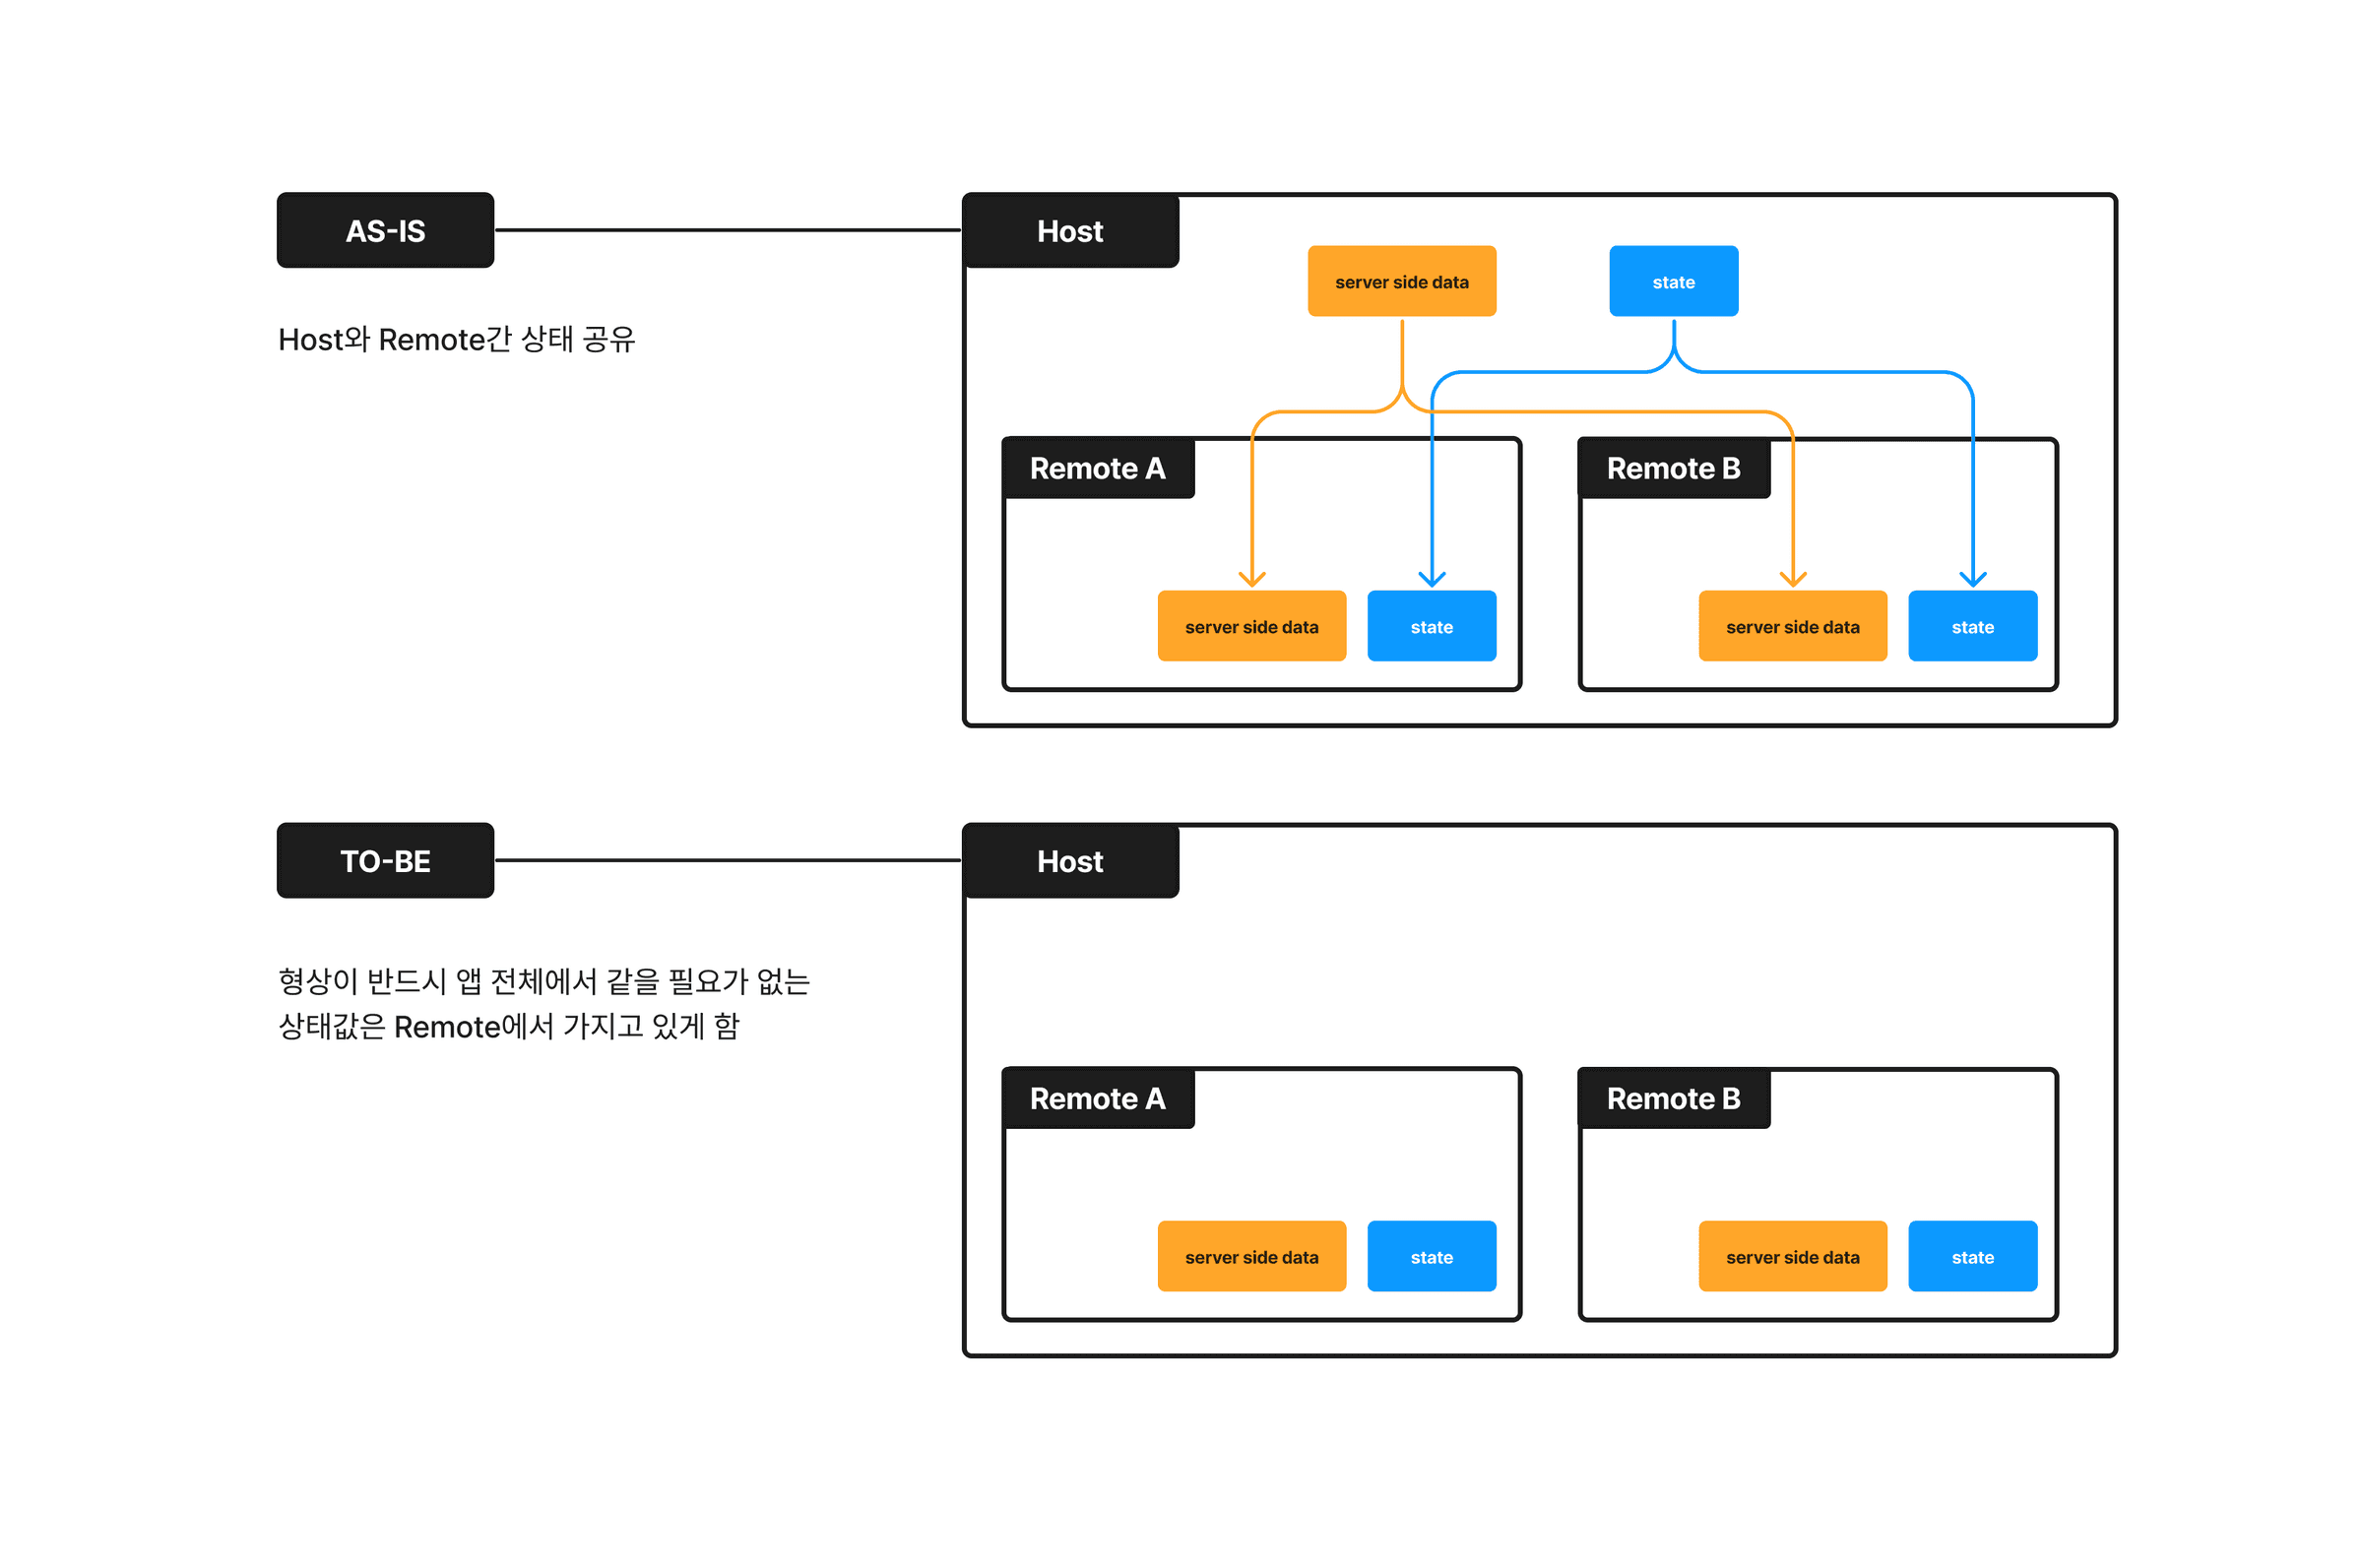 AS-IS
Host와 Remote간 상태 공유
Host
server side data
state
Remote A
server side data
state
Remote B
server side data
state
TO-BE
형상이 반드시 앱 전체에서 같을 필요가 없는
상태값은 Remote에서 가지고 있게 함
Host
Remote A
server side data
state
Remote B
server side data
state